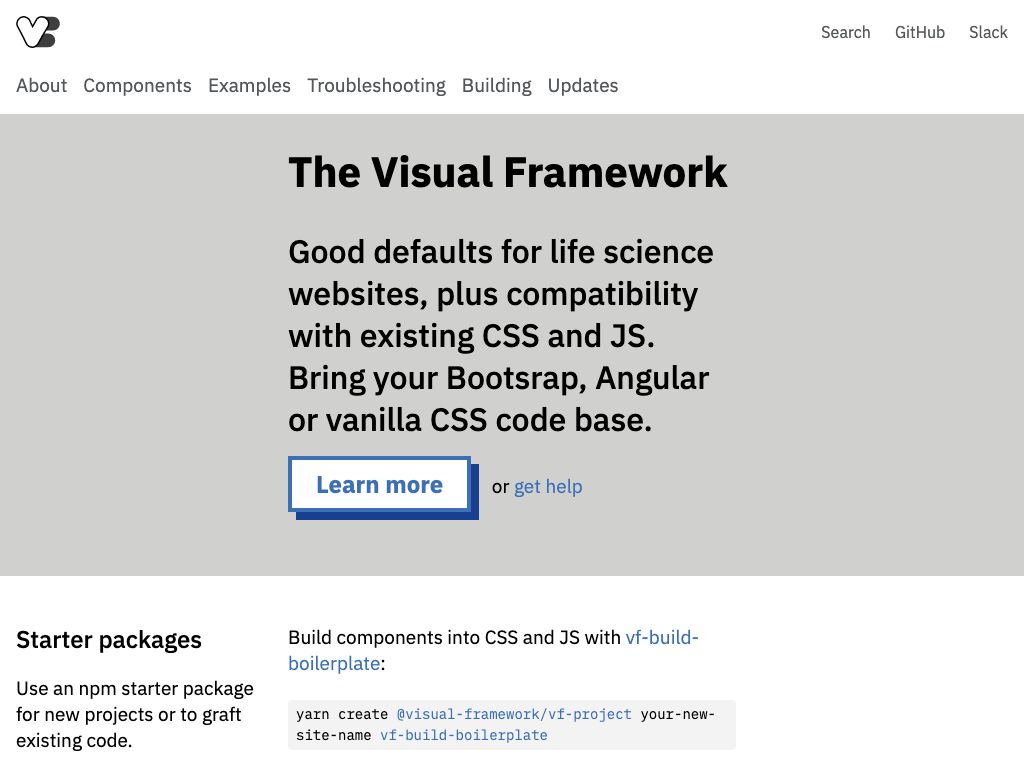 Search GitHub Slack
About Components Examples Troubleshooting Building Updates
The Visual Framework
Good defaults for life science
websites, plus compatibility
with existing CSS and JS.
Bring your Bootsrap, Angular
or vanilla CSS code base.
Learn more or get help
Starter packages
Use an npm starter package
for new projects or to graft
existing code.
Build components into CSS and JS with vf-build-
boilerplate:
yarn create @visual-framework/vf-project your-new-
site-name vf-build-boilerplate